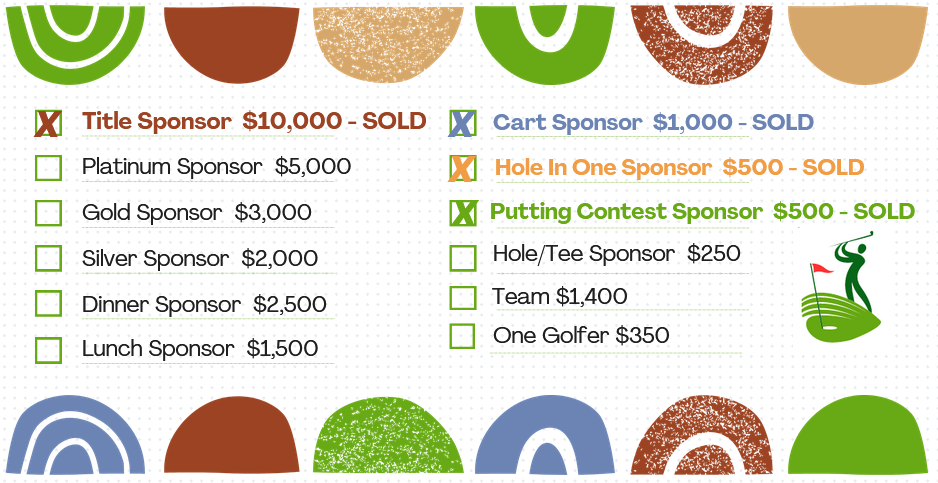 X Title Sponsor $10,000 - SOLD
Platinum Sponsor $5,000
Gold Sponsor $3,000
Silver Sponsor $2,000
Dinner Sponsor $2,500
Lunch Sponsor $1,500
X Cart Sponsor $1,000 - SOLD
X Hole In One Sponsor $500 - SOLD
X Putting Contest Sponsor $500 - SOLD
Hole/Tee Sponsor $250
Team $1,400
One Golfer $350